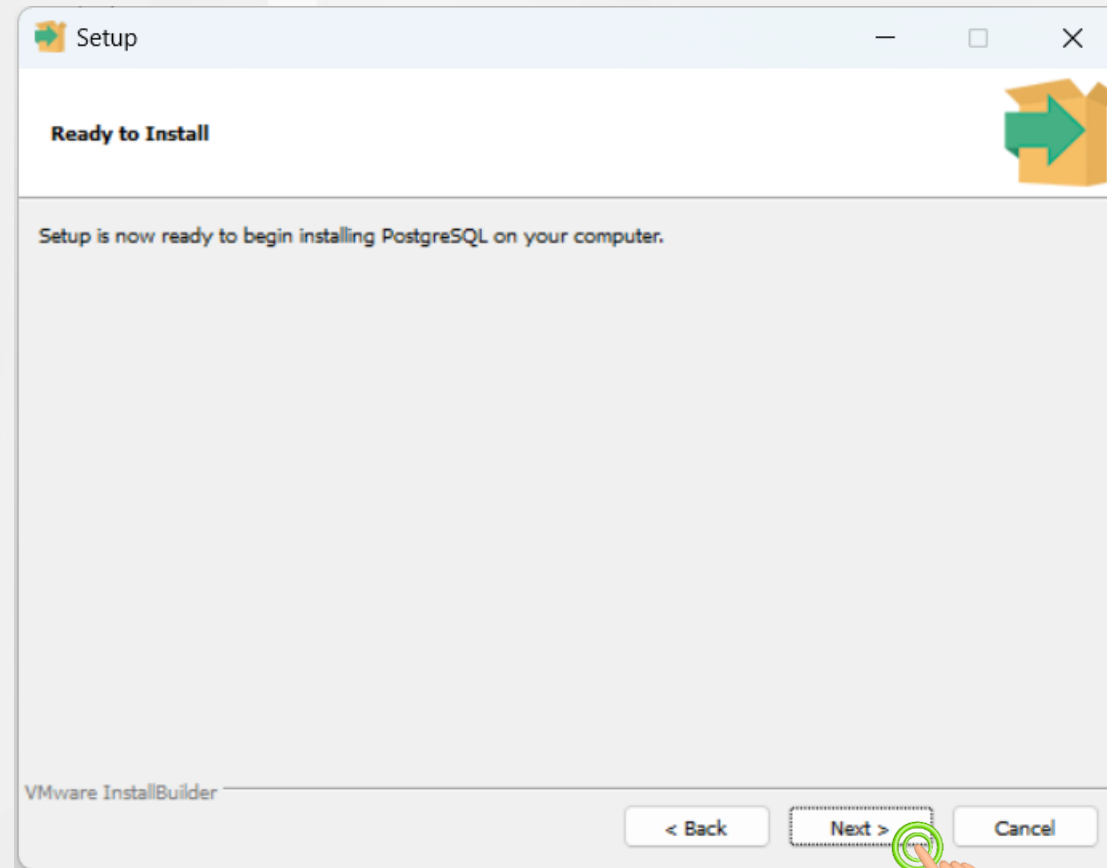 Setup
Ready to Install
Setup is now ready to begin installing PostgreSQL on your computer.
VMware InstallBuilder
< Back
Next >
Cancel